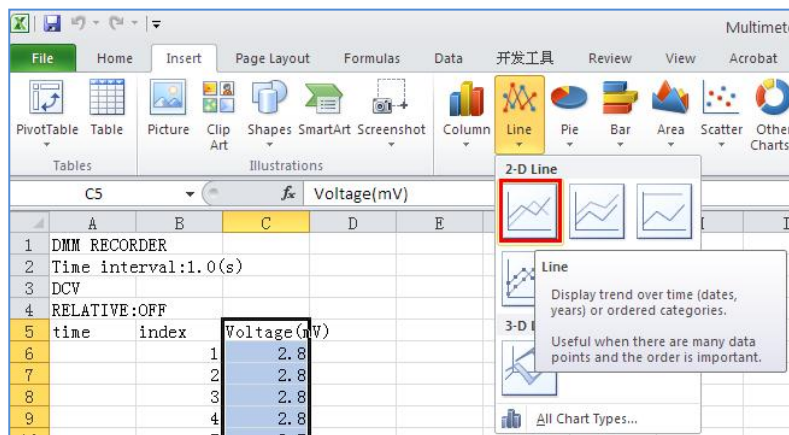 Multimete
File Home Insert Page Layout Formulas Data 开发工具 Review View Acrobat
PivotTable Table Picture Clip Art Shapes SmartArt Screenshot Column Line Pie Bar Area Scatter Other Charts
Tables Illustrations
2-D Line
C5 fx Voltage(mV)
A B C D E
1 DMM RECORDER
2 Time interval:1.0(s)
3 DCV
4 RELATIVE:OFF
5 time index Voltage(mV)
6 1 2.8
7 2 2.8
8 3 2.8
9 4 2.8
Line
Display trend over time (dates,
years) or ordered categories.
Useful when there are many data
points and the order is important.
3-D
All Chart Types...